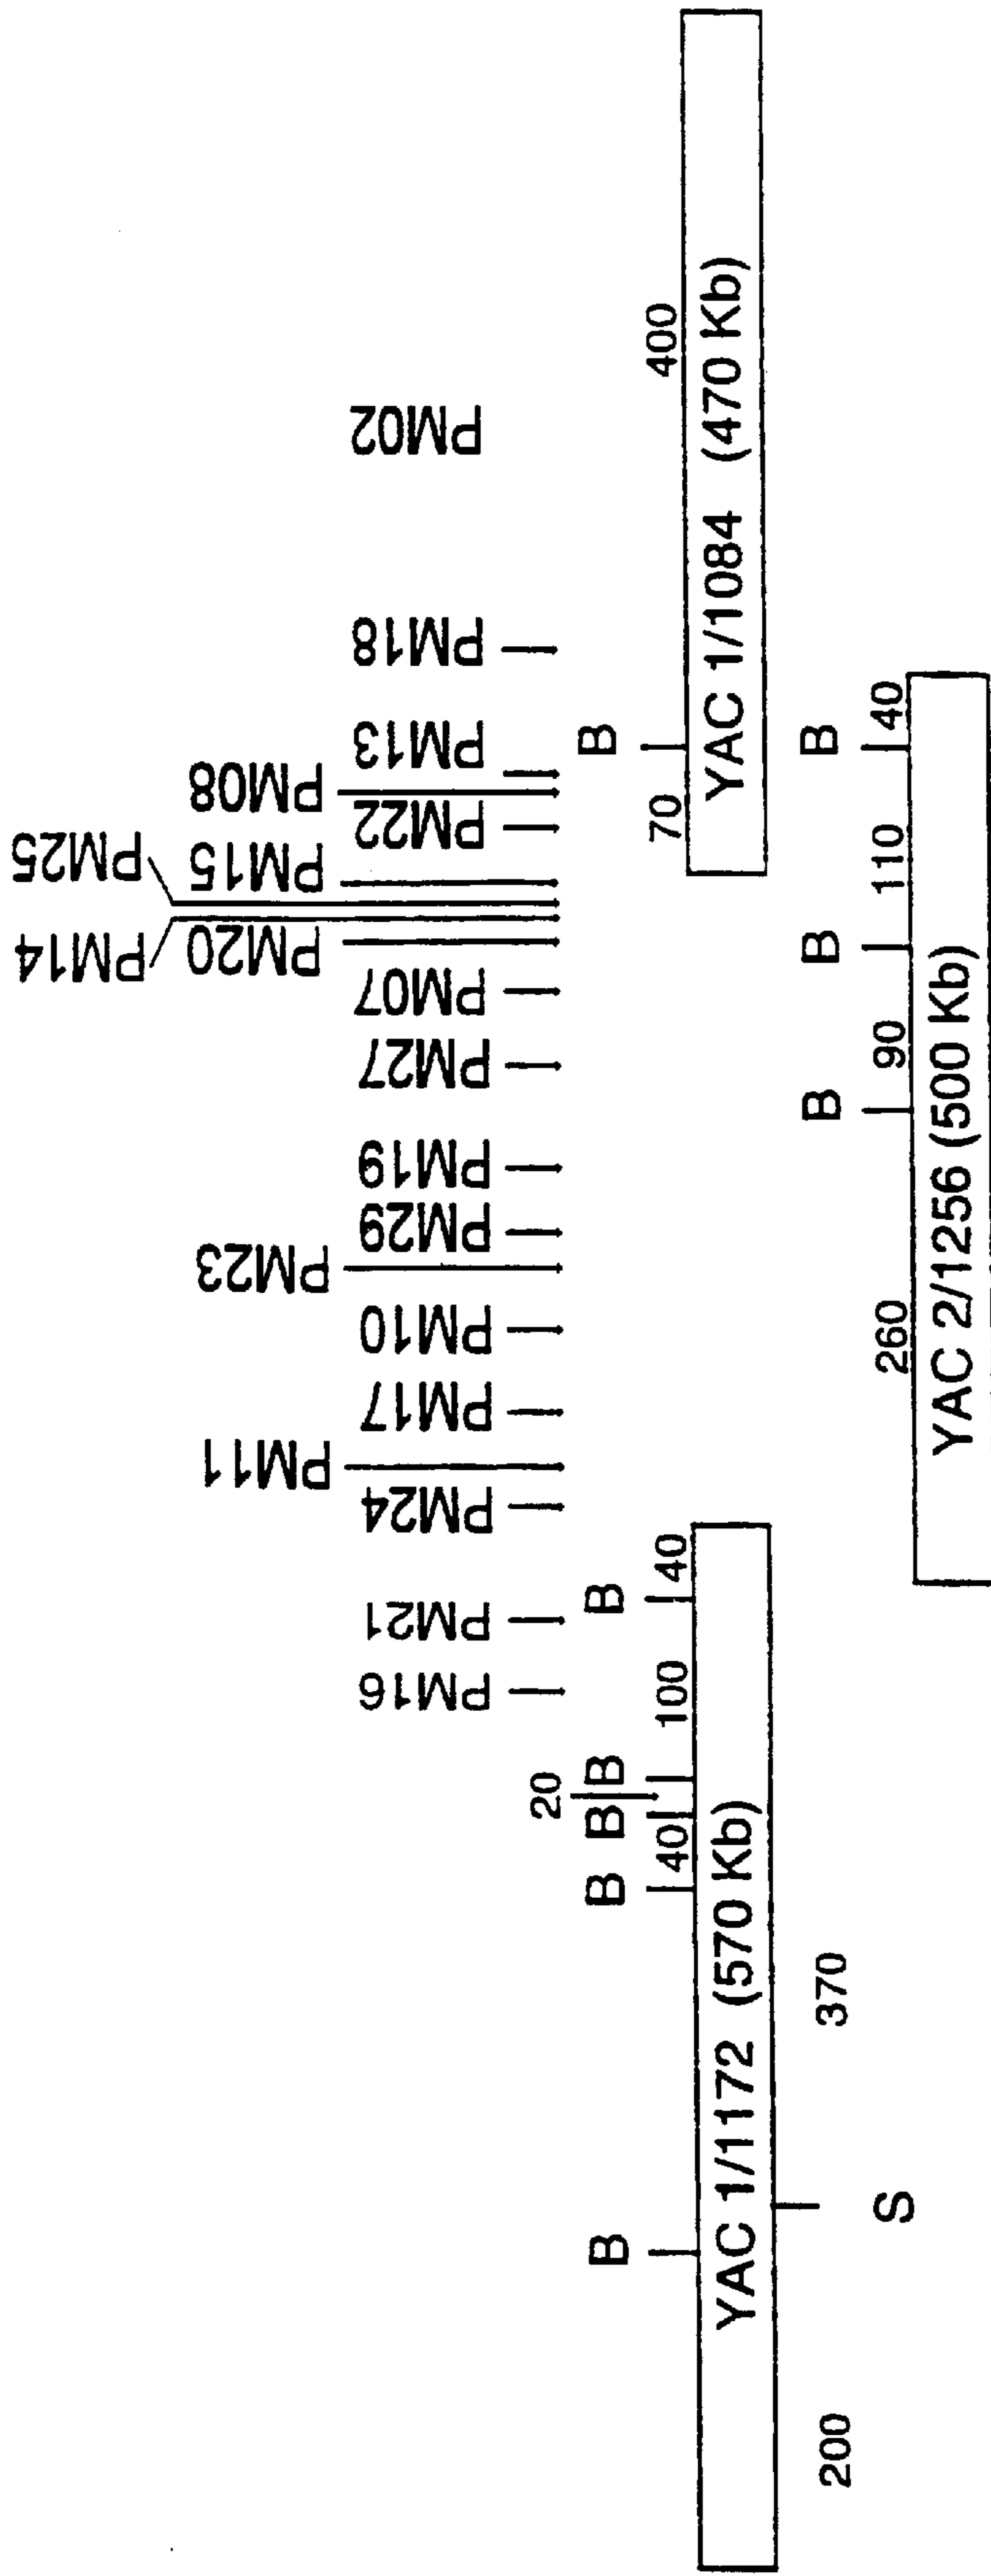 PM14 PM25
PM11 PM23 PM20 PM15 PM08
PM16 PM21 PM24 PM17 PM10 PM29 PM19 PM27 PM07 PM22 PM13 PM18 PM02
20
B B B B B B
40 100 40 70 400
YAC 1/1172 (570 Kb) YAC 1/1084 (470 Kb)
200 370 B B B
S 260 90 110 40
YAC 2/1256 (500 Kb)